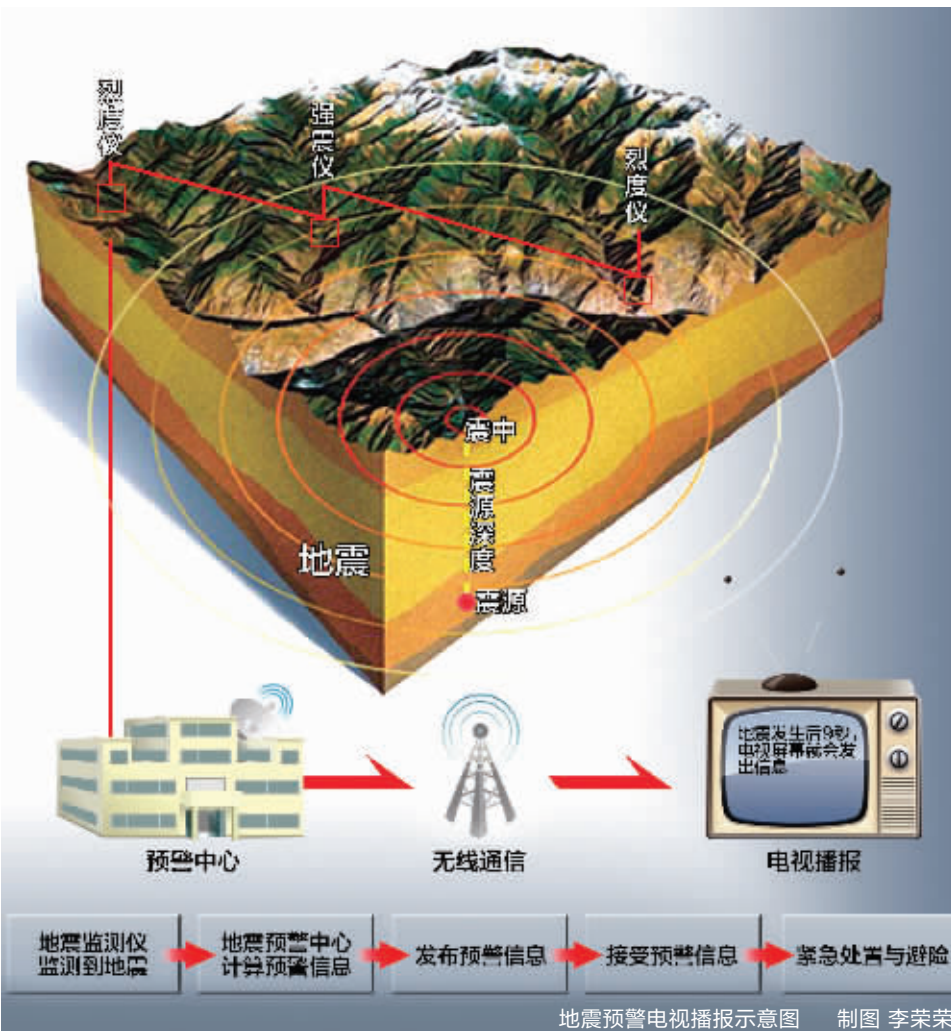 烈度仪
强震仪
烈度仪
震中
震源深度
地震
震源
地震发生后9秒，
电视屏幕就会发
出信息
预警中心
无线通信
电视播报
地震监测仪
监测到地震
地震预警中心
计算预警信息
发布预警信息
接受预警信息
紧急处置与避险
地震预警电视播报示意图 制图 李荣荣